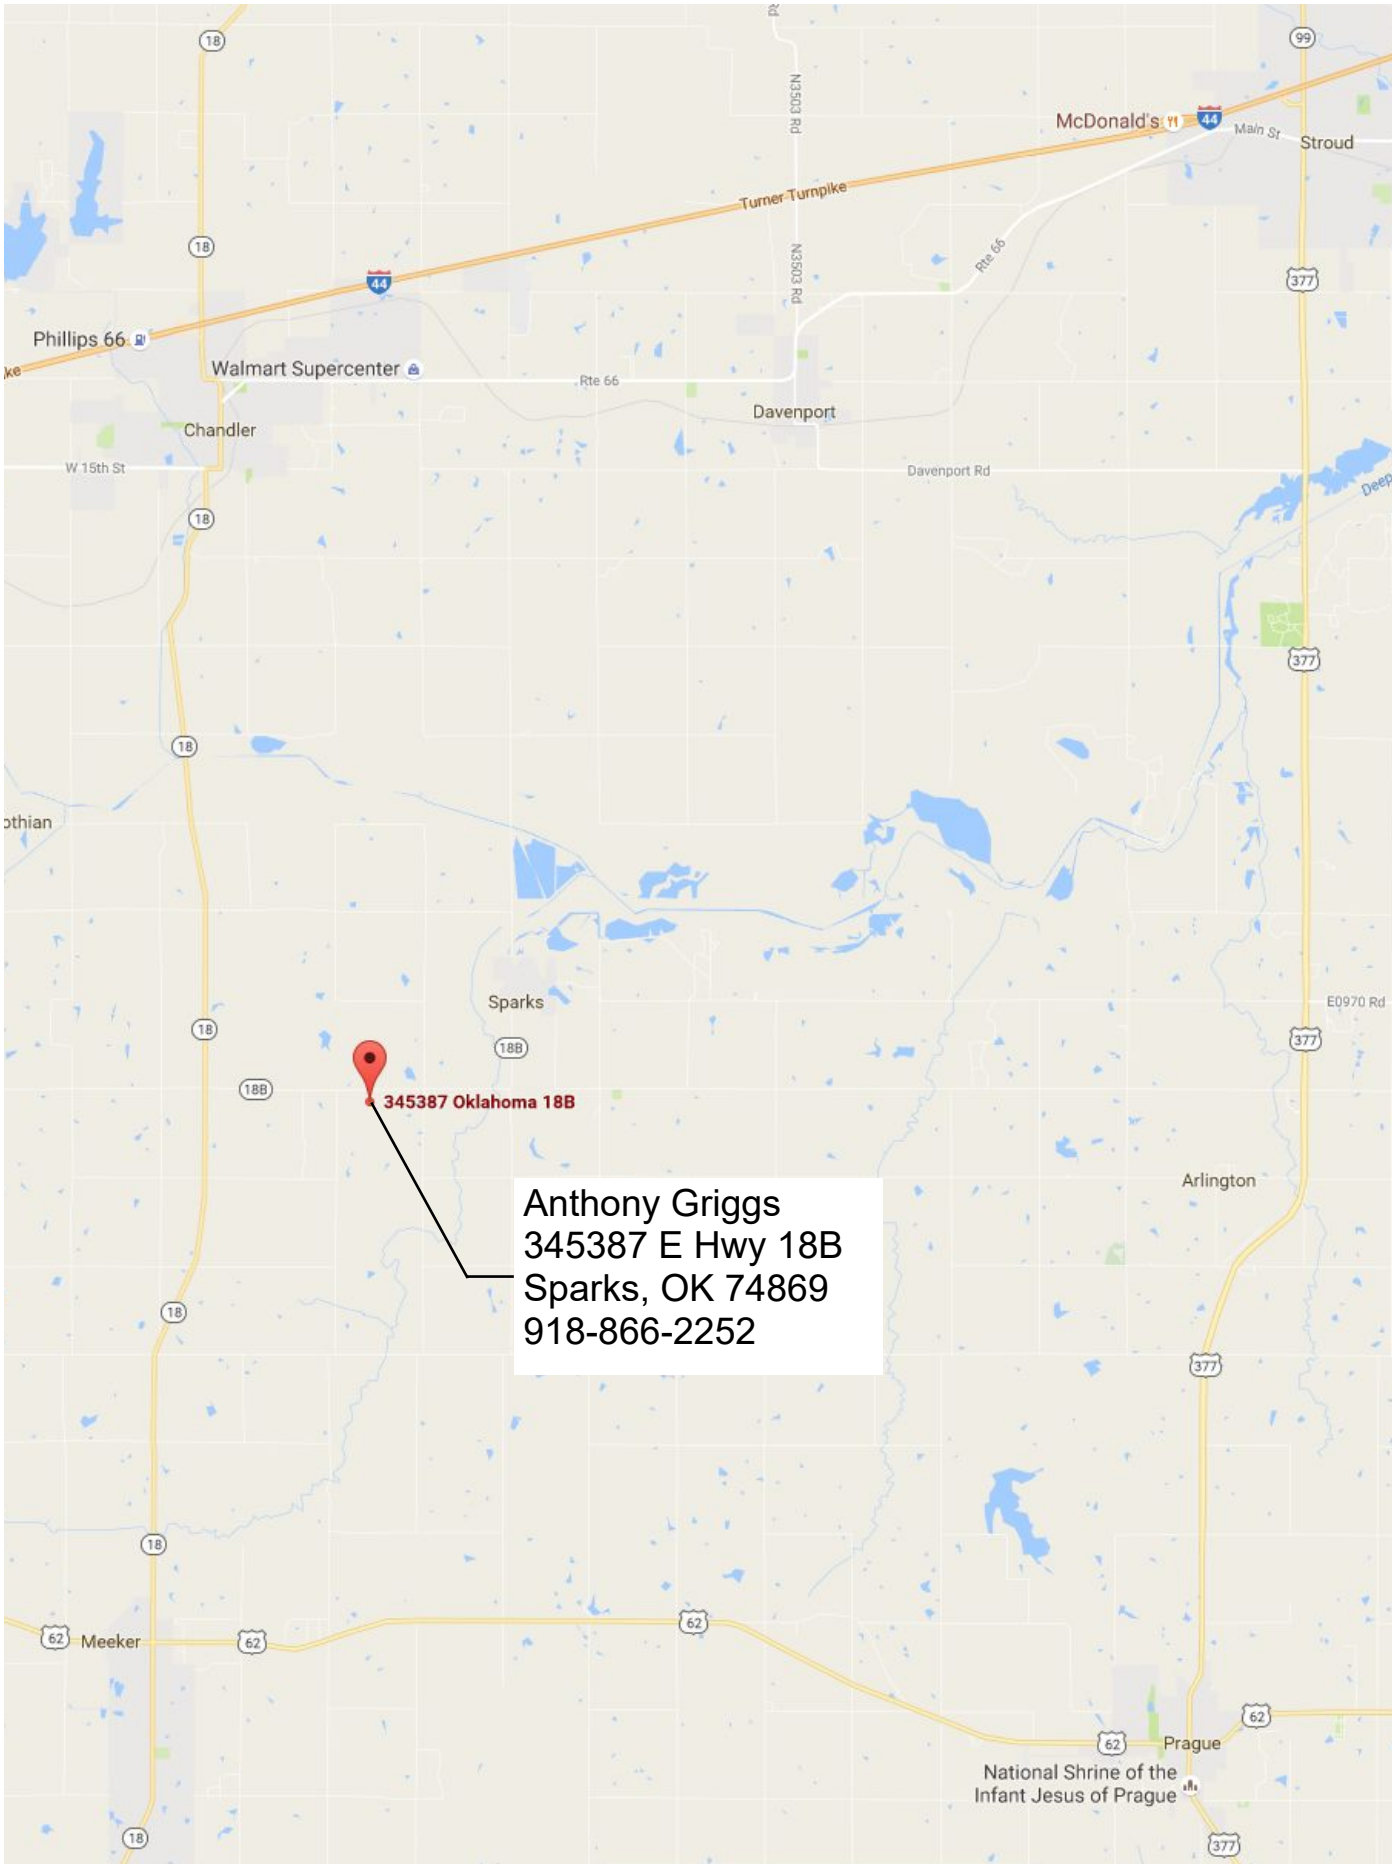 18
99
Rd
N3503 Rd
McDonald's
44
Main St
Stroud
Turner Turnpike
18
N3503 Rd
Rte 66
44
377
Phillips 66
ke
Walmart Supercenter
Rte 66
Davenport
Chandler
W 15th St
Davenport Rd
Deep
18
377
18
othian
Sparks
E0970 Rd
18
18B
377
18B
345387 Oklahoma 18B
Arlington
Anthony Griggs
345387 E Hwy 18B
Sparks, OK 74869
918-866-2252
18
377
18
62
Meeker
62
62
62
62
Prague
National Shrine of the
Infant Jesus of Prague
18
377